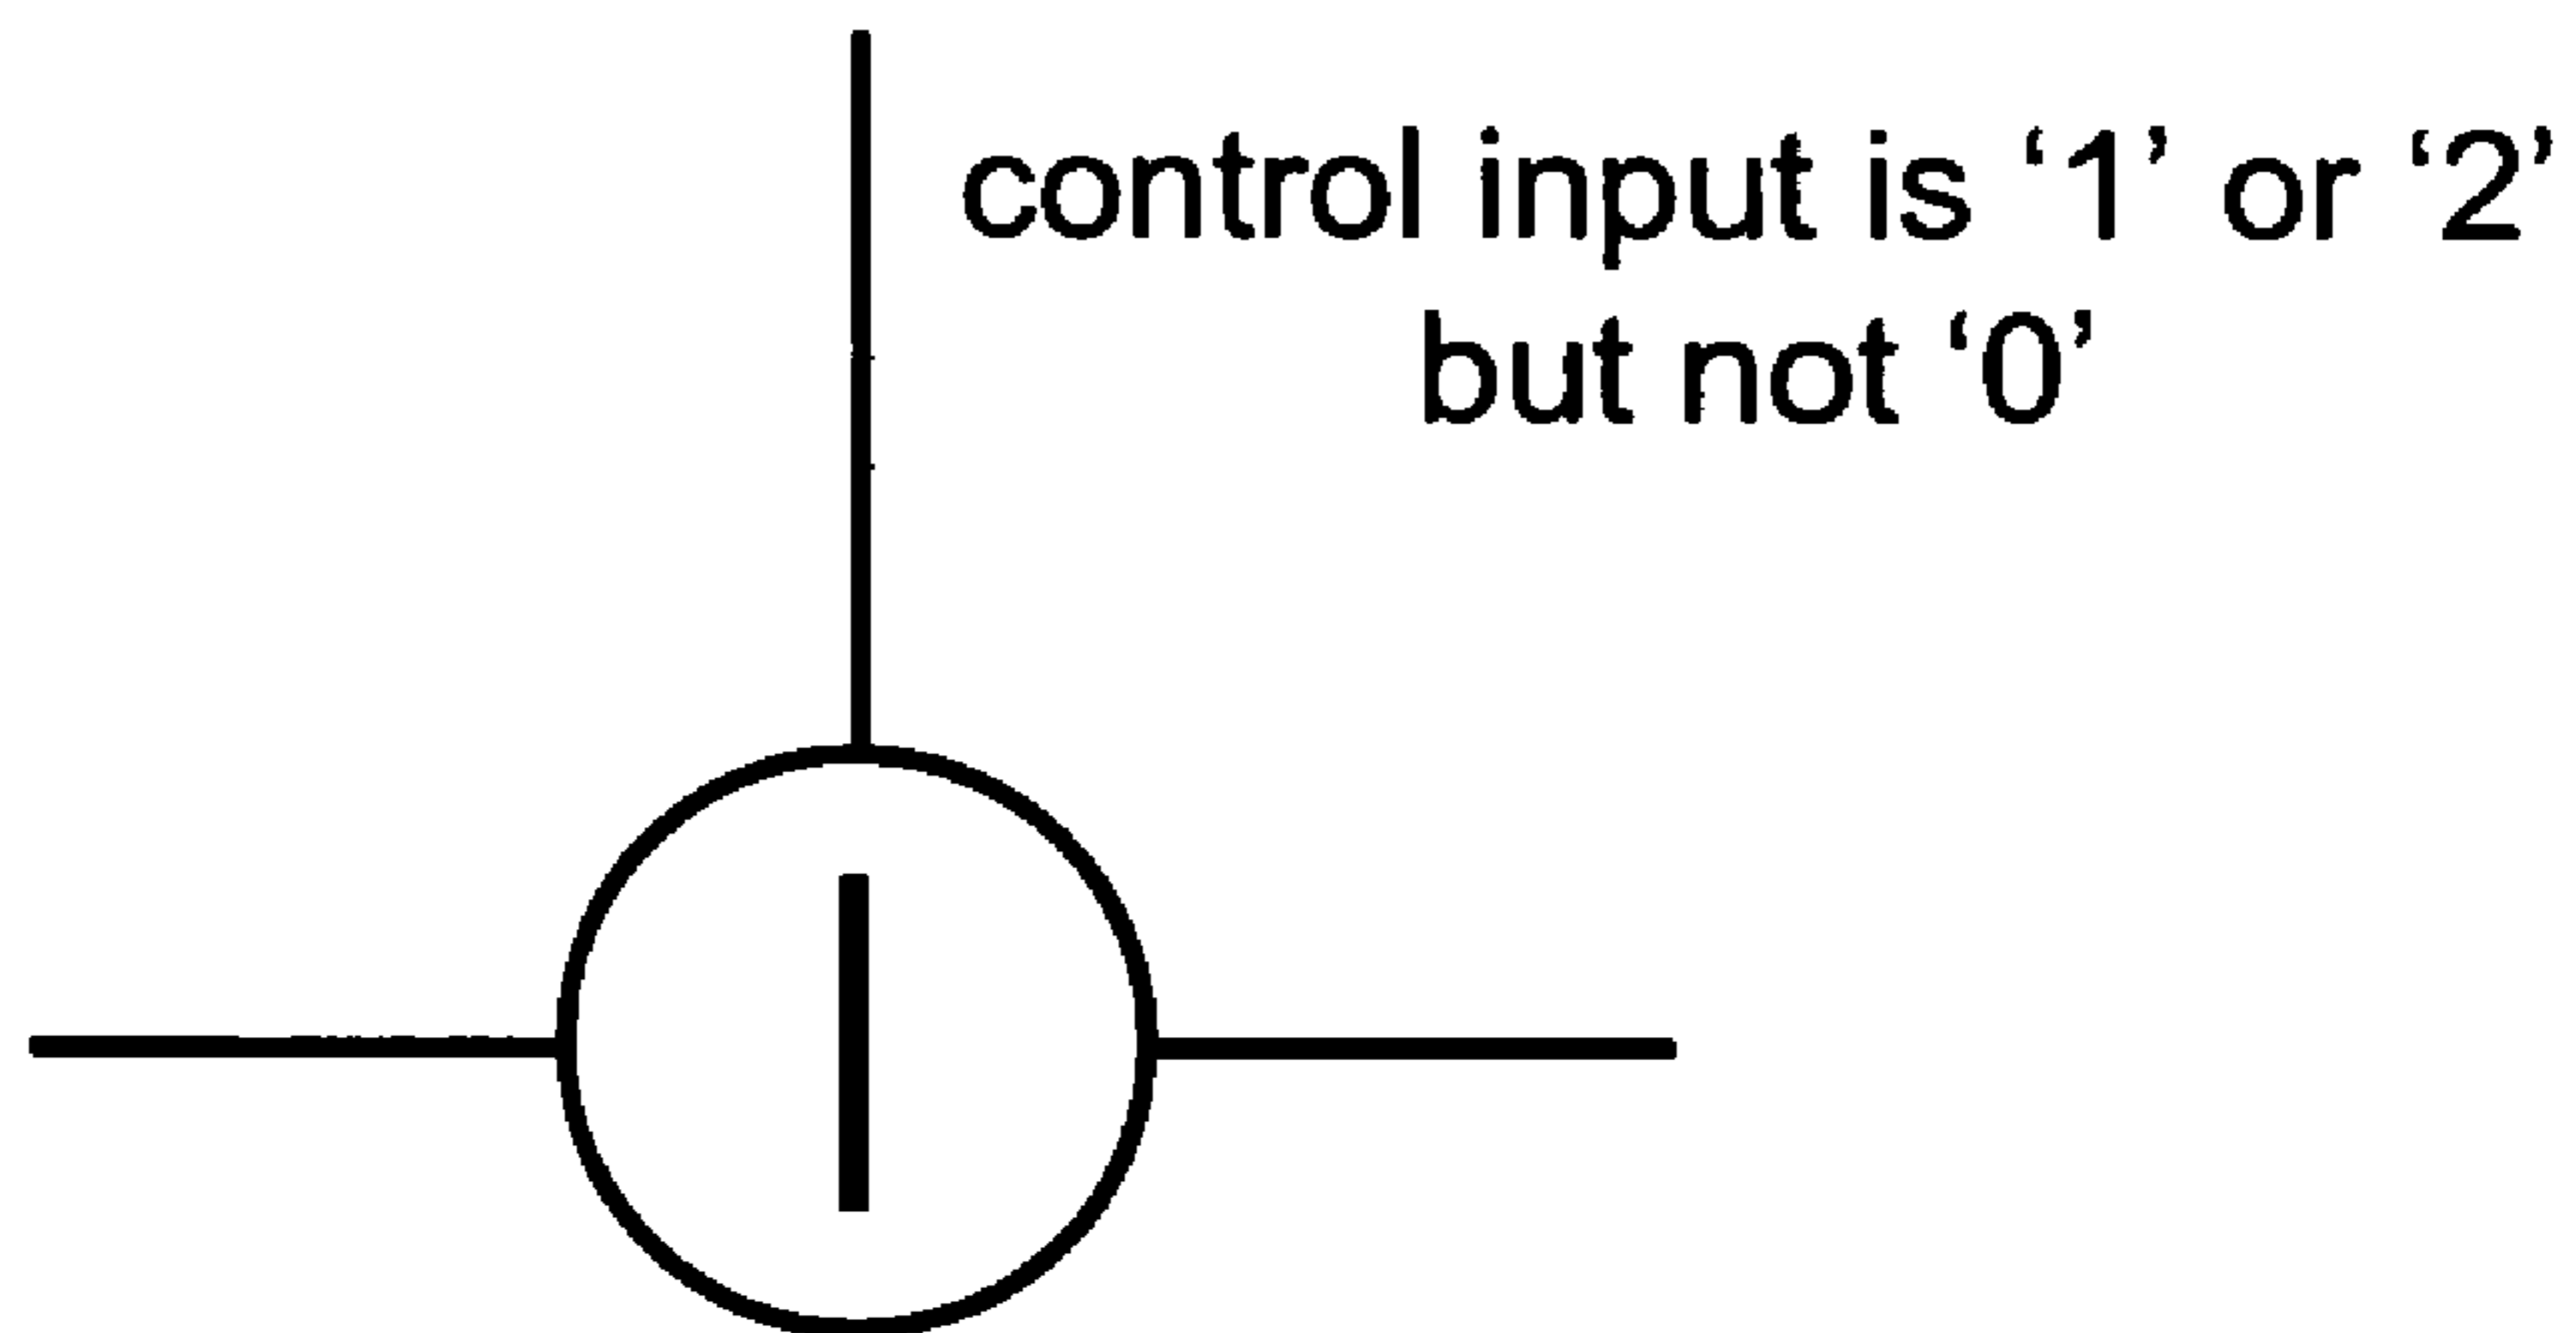 control input is ‘1’ or ‘2’
but not ‘0’